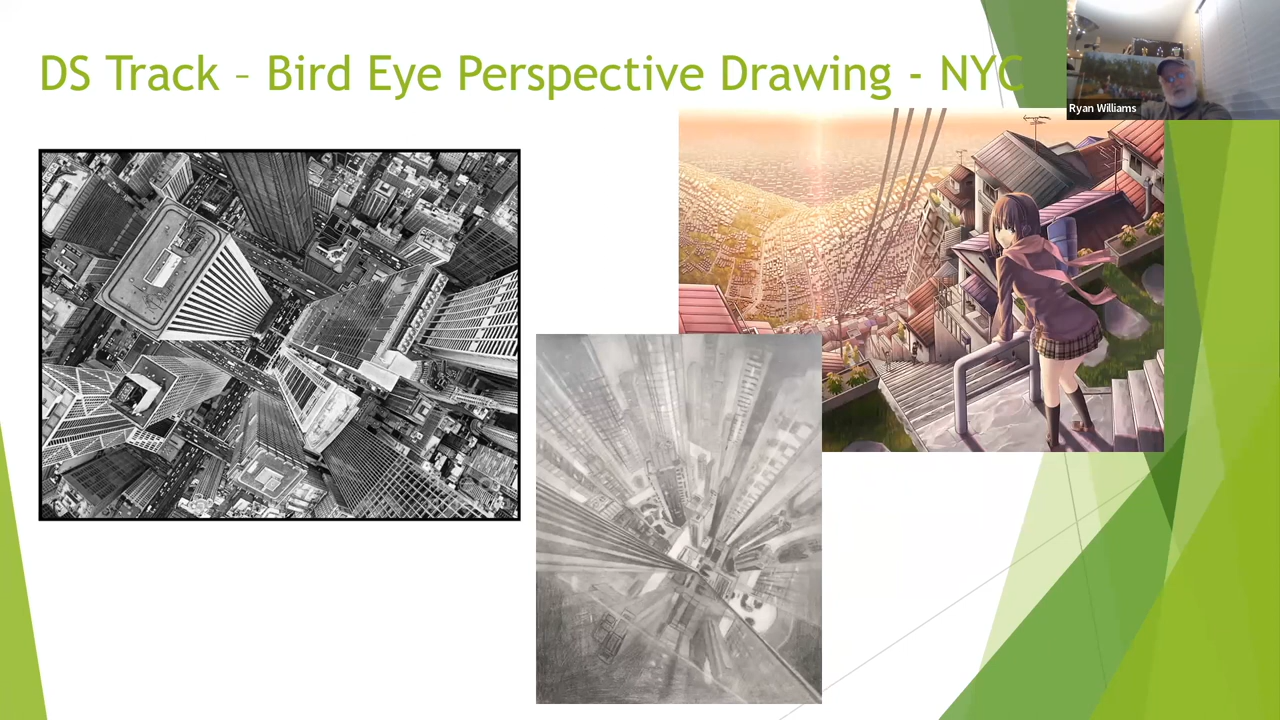 DS Track – Bird Eye Perspective Drawing - NYC
Ryan Williams